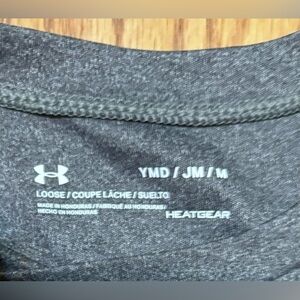 YMD / JM / M
LOOSE / COUPE LÂCHE / SUELTO
MADE IN HONDURAS / FABRIQUÉ AU HONDURAS /
HECHO EN HONDURAS
HEATGEAR